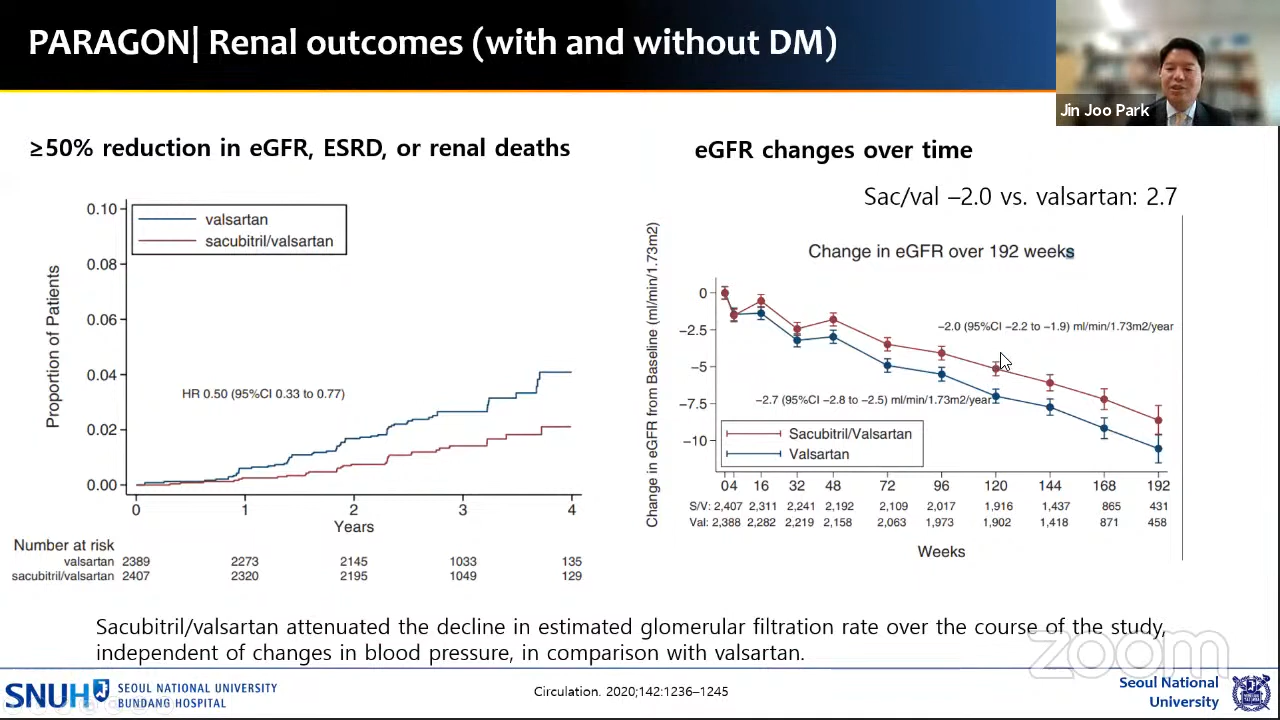 PARAGON| Renal outcomes (with and without DM)
Jin Joo Park
≥50% reduction in eGFR, ESRD, or renal deaths
Proportion of Patients
0.10
0.08
0.06
0.04
0.02
0.00
valsartan
sacubitril/valsartan
HR 0.50 (95%CI 0.33 to 0.77)
0 1 2 3 4
Years
Number at risk
valsartan 2389 2273 2145 1033 135
sacubitril/valsartan 2407 2320 2195 1049 129
eGFR changes over time
Sac/val –2.0 vs. valsartan: 2.7
Change in eGFR over 192 weeks
Change in eGFR from Baseline (ml/min/1.73m2)
0
−2.5
−5
−7.5
−10
−2.0 (95%CI −2.2 to −1.9) ml/min/1.73m2/year
−2.7 (95%CI −2.8 to −2.5) ml/min/1.73m2/year
Sacubitril/Valsartan
Valsartan
0 4 16 32 48 72 96 120 144 168 192
S/V: 2,407 2,311 2,241 2,192 2,109 2,017 1,916 1,437 865 431
Val: 2,388 2,282 2,219 2,158 2,063 1,973 1,902 1,418 871 458
Weeks
Sacubitril/valsartan attenuated the decline in estimated glomerular filtration rate over the course of the study,
independent of changes in blood pressure, in comparison with valsartan.
zoom
SNUH
SEOUL NATIONAL UNIVERSITY
BUNDANG HOSPITAL
Circulation. 2020;142:1236–1245
Seoul National
University